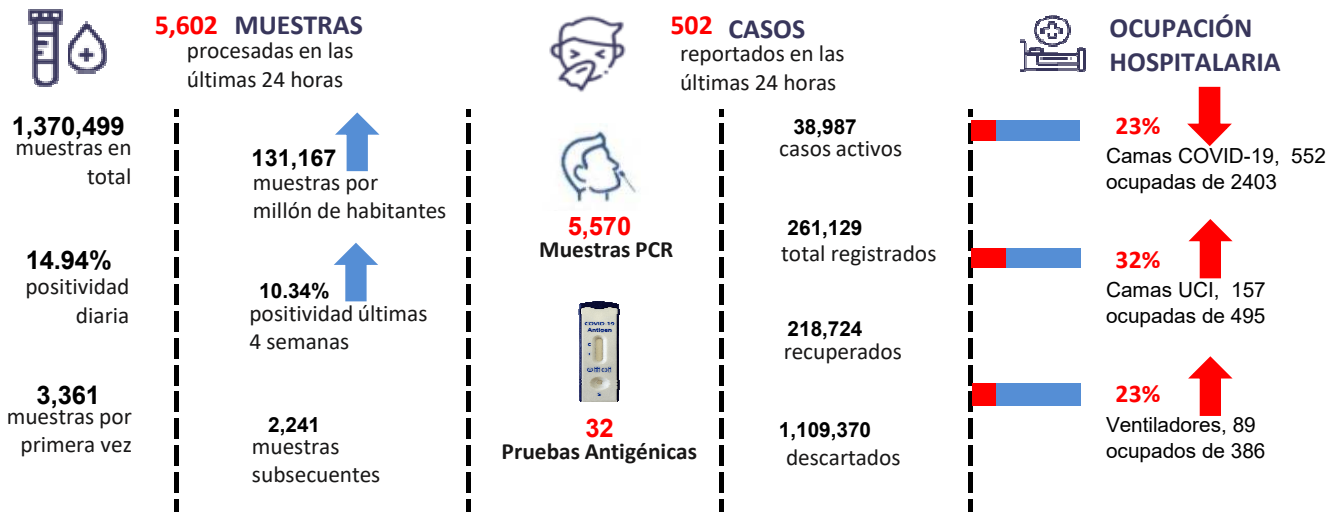 5,602 MUESTRAS
procesadas en las
últimas 24 horas
502 CASOS
reportados en las
últimas 24 horas
OCUPACIÓN
HOSPITALARIA
1,370,499
muestras en
total
14.94%
positividad
diaria
3,361
muestras por
primera vez
131,167
muestras por
millón de habitantes
10.34%
positividad últimas
4 semanas
2,241
muestras
subsecuentes
5,570
Muestras PCR
COVID-19
Antigen
32
Pruebas Antigénicas
38,987
casos activos
261,129
total registrados
218,724
recuperados
1,109,370
descartados
23%
Camas COVID-19, 552
ocupadas de 2403
32%
Camas UCI, 157
ocupadas de 495
23%
Ventiladores, 89
ocupados de 386